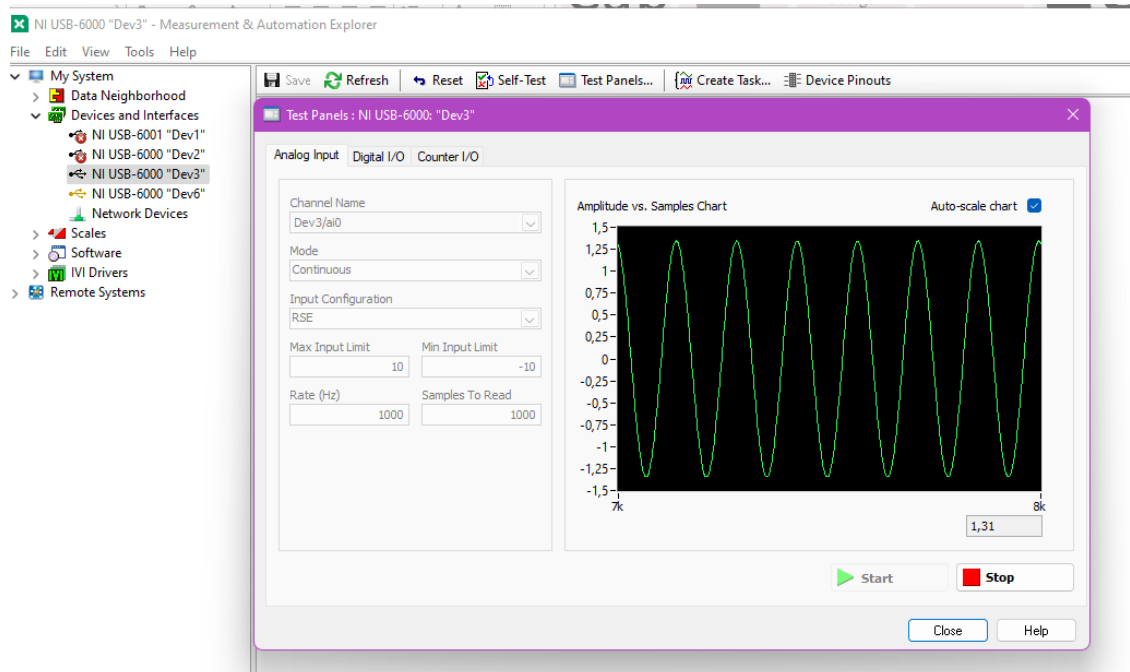 NI USB-6000 "Dev3" - Measurement & Automation Explorer
File Edit View Tools Help
My System
Data Neighborhood
Devices and Interfaces
NI USB-6001 "Dev1"
NI USB-6000 "Dev2"
NI USB-6000 "Dev3"
NI USB-6000 "Dev6"
Network Devices
Scales
Software
IVI Drivers
Remote Systems
Save Refresh Reset Self-Test Test Panels... Create Task... Device Pinouts
Test Panels : NI USB-6000: "Dev3"
Analog Input Digital I/O Counter I/O
Channel Name
Dev3/ai0
Mode
Continuous
Input Configuration
RSE
Max Input Limit Min Input Limit
10 -10
Rate (Hz) Samples To Read
1000 1000
Amplitude vs. Samples Chart Auto-scale chart
1,5
1,25
1
0,75
0,5
0,25
0
-0,25
-0,5
-0,75
-1
-1,25
-1,5
7k 8k
1,31
Start Stop
Close Help